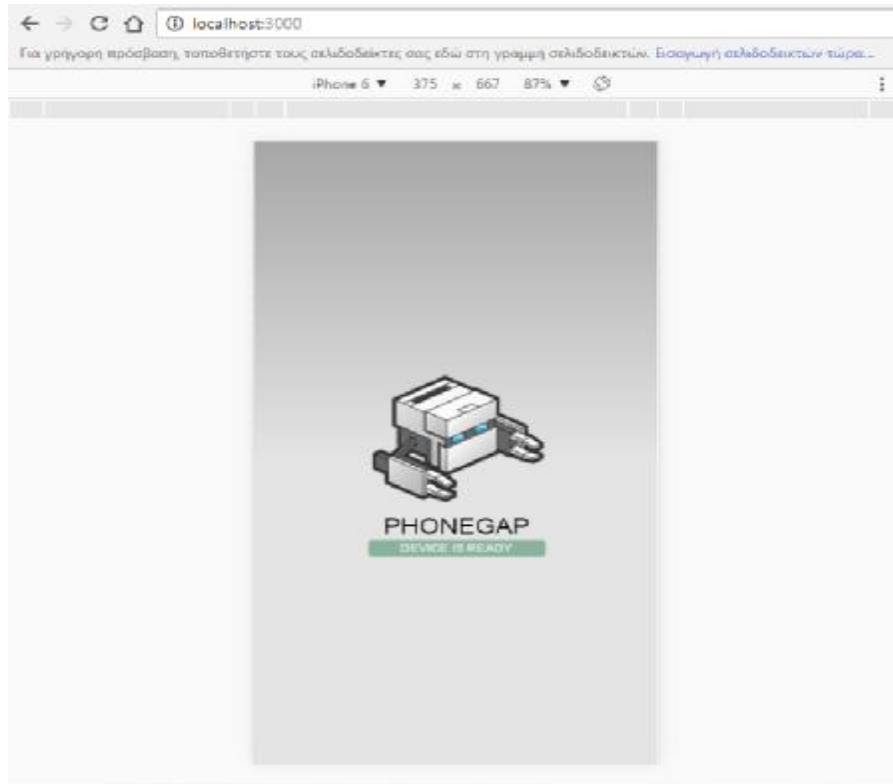 localhost:3000
Για γρήγορη πρόσβαση, τοποθετήστε τους σελιδοδείκτες σας εδώ στη γραμμή σελιδοδεικτών. Εισαγωγή σελιδοδεικτών τώρα...
iPhone 6 ▼ 375 × 667 87% ▼
PHONEGAP
DEVICE IS READY